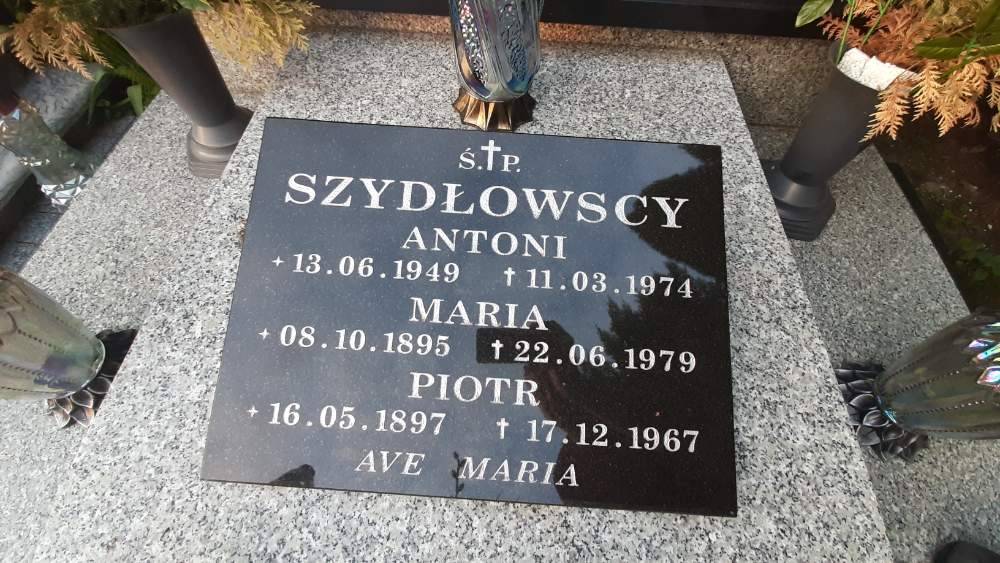 Ś.✝P.
SZYDŁOWSCY
ANTONI
+13.06.1949 ✝11.03.1974
MARIA
+08.10.1895 ✝22.06.1979
PIOTR
+16.05.1897 ✝17.12.1967
AVE MARIA